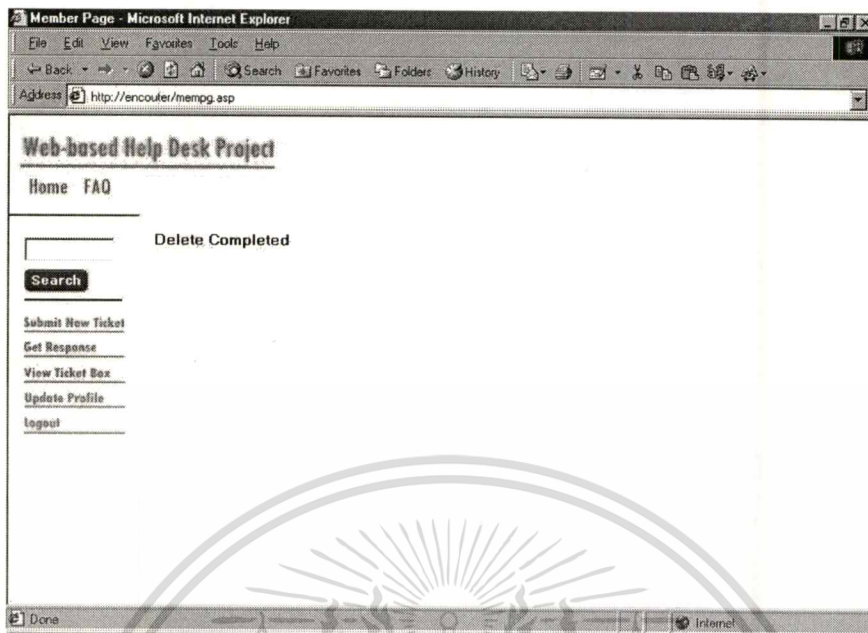 Member Page - Microsoft Internet Explorer
File Edit View Favorites Tools Help
Back Search Favorites Folders History
Address http://encouter/mempg.asp
Web-based Help Desk Project
Home FAQ
Delete Completed
Search
Submit New Ticket
Get Response
View Ticket Box
Update Profile
Logout
Done Internet